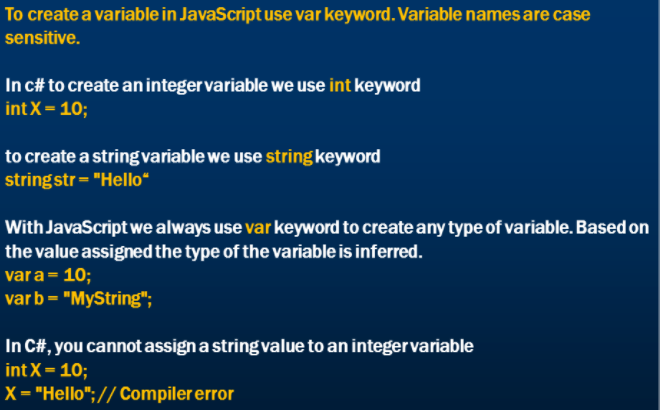 To create a variable in JavaScript use var keyword. Variable names are case
sensitive.
In c# to create an integer variable we use int keyword
int X = 10;
to create a string variable we use string keyword
string str = "Hello“
With JavaScript we always use var keyword to create any type of variable. Based on
the value assigned the type of the variable is inferred.
var a = 10;
var b = "MyString";
In C#, you cannot assign a string value to an integer variable
int X = 10;
X = "Hello"; // Compiler error